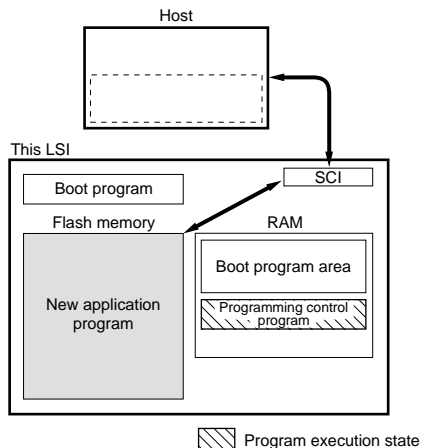 Host
This LSI
SCI
Boot program
Flash memory
RAM
Boot program area
New application
program
Programming control
program
Program execution state